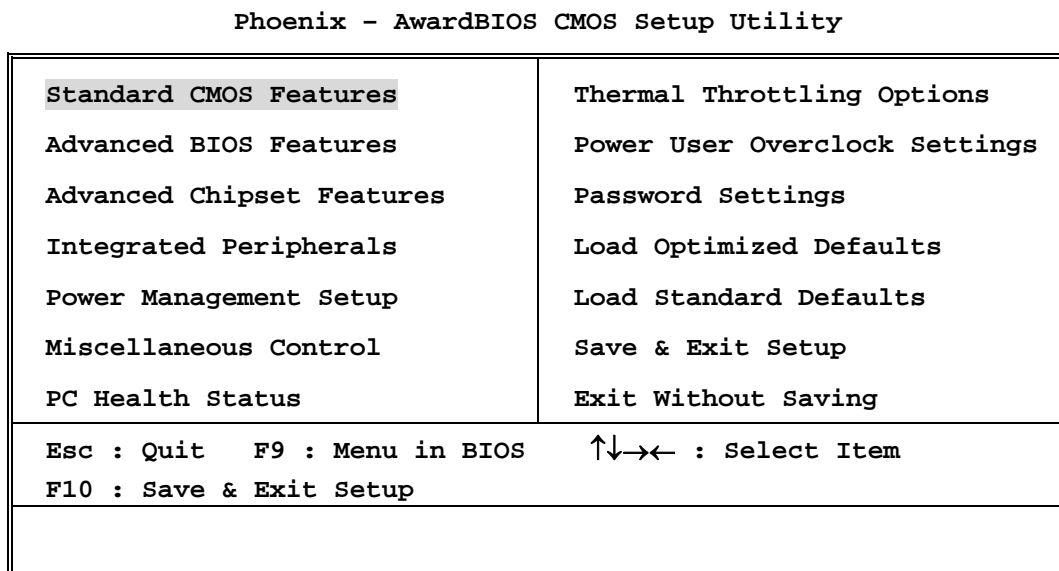 Phoenix – AwardBIOS CMOS Setup Utility
Standard CMOS Features
Advanced BIOS Features
Advanced Chipset Features
Integrated Peripherals
Power Management Setup
Miscellaneous Control
PC Health Status
Thermal Throttling Options
Power User Overclock Settings
Password Settings
Load Optimized Defaults
Load Standard Defaults
Save & Exit Setup
Exit Without Saving
Esc : Quit F9 : Menu in BIOS ↑↓→← : Select Item
F10 : Save & Exit Setup